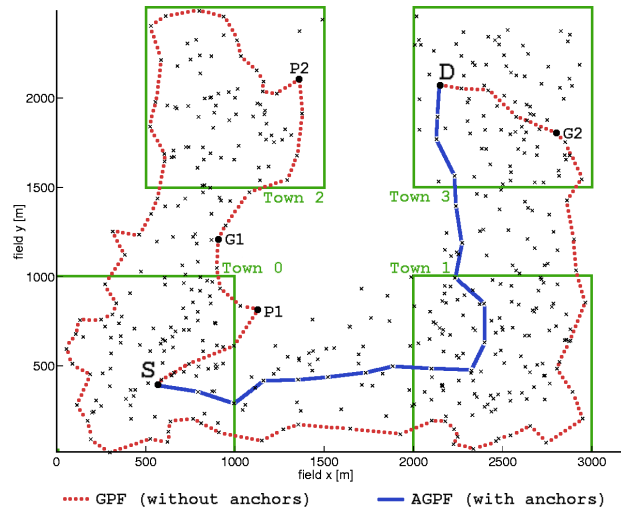 2000
1500
1000
500
field y [m]
P2
D
G2
Town 2
Town 3
G1
Town 0
Town 1
P1
S
0
500
1000
1500
2000
2500
3000
field x [m]
GPF (without anchors)
AGPF (with anchors)